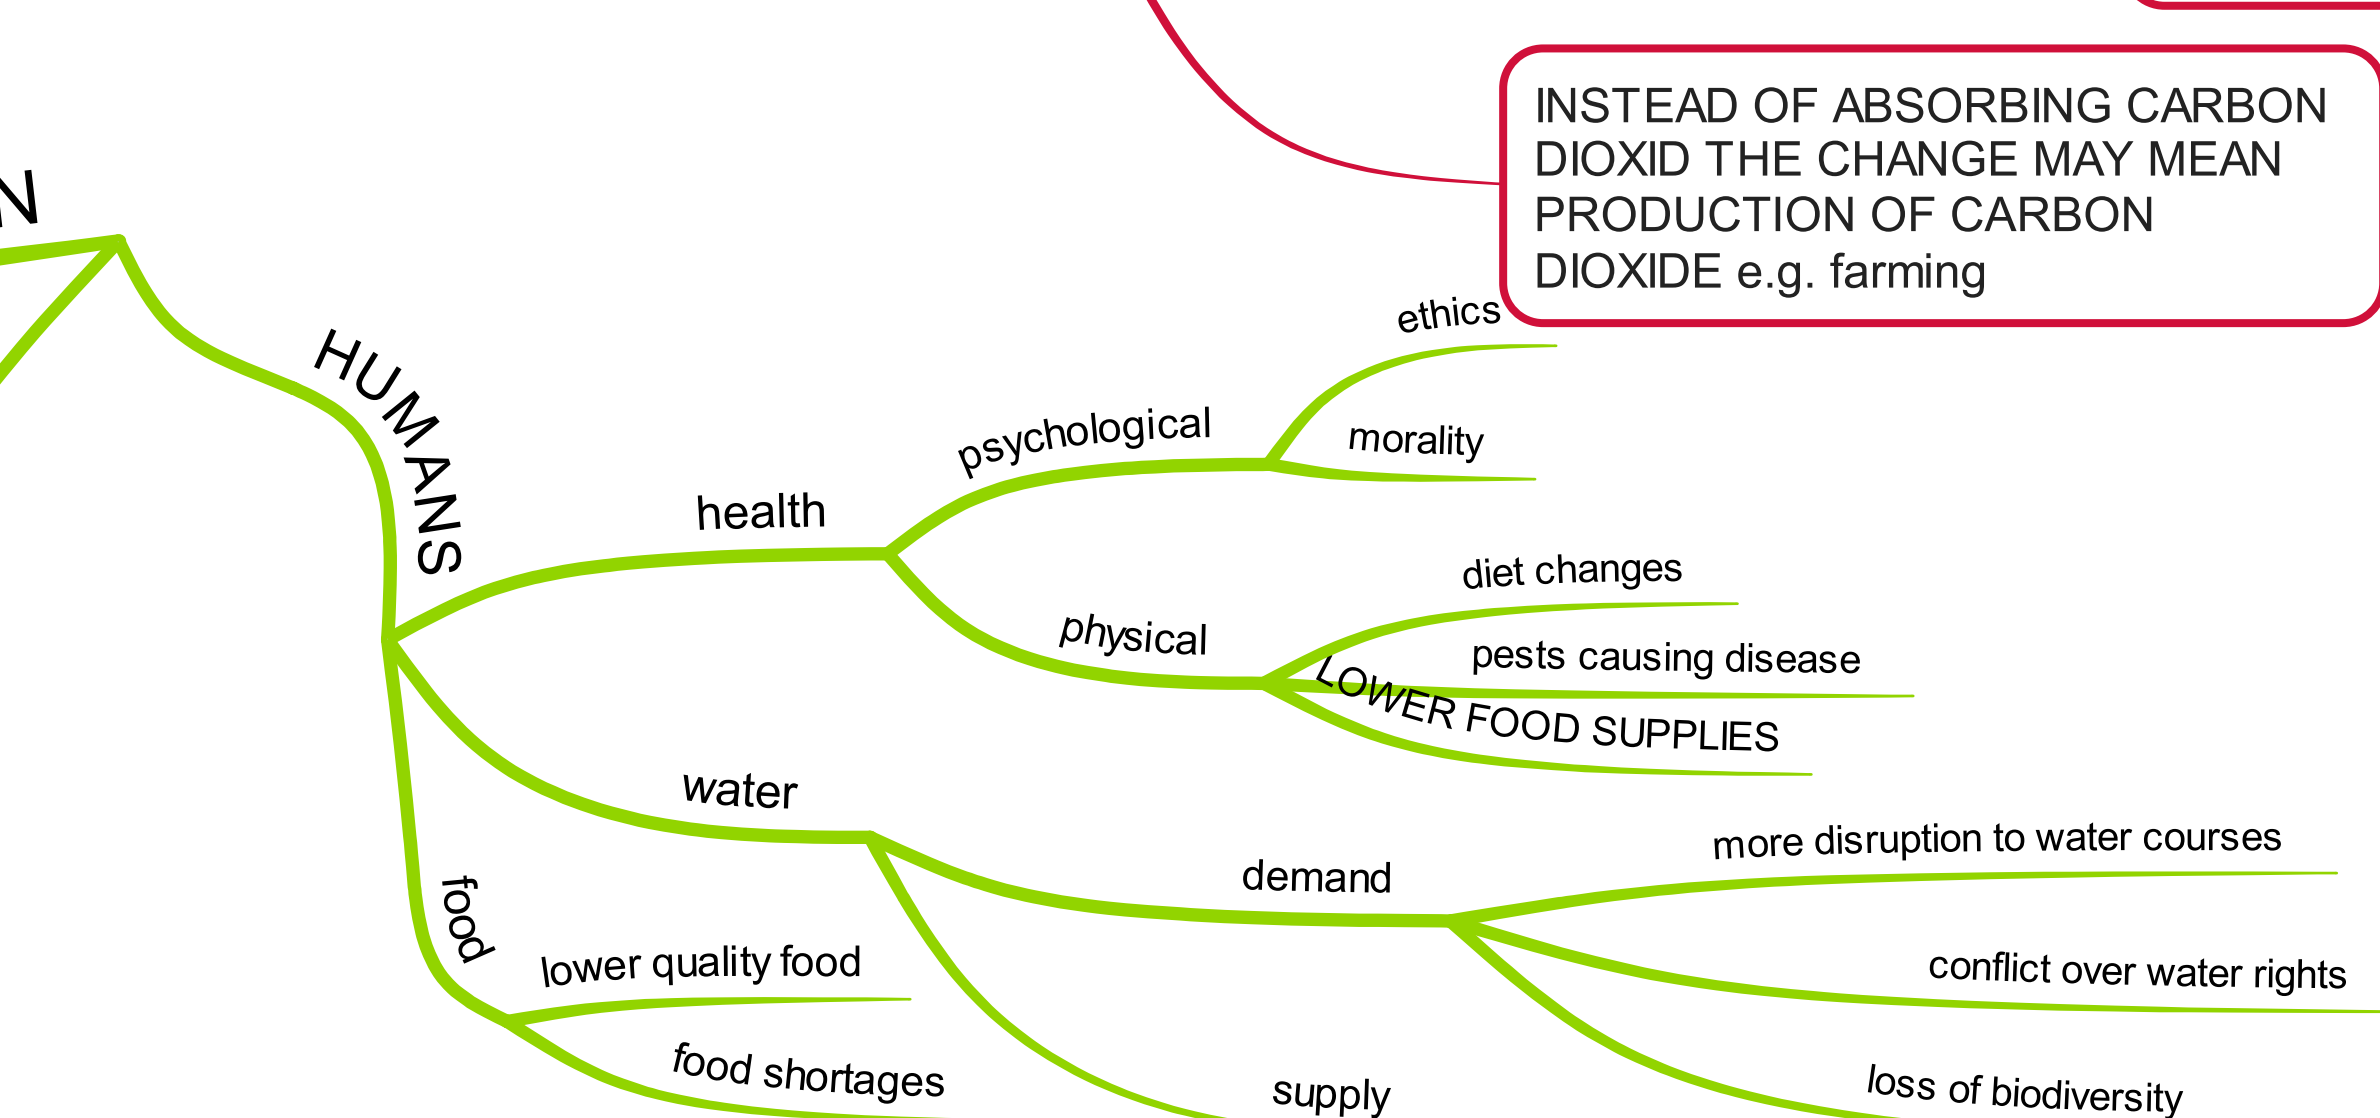 N
INSTEAD OF ABSORBING CARBON
DIOXID THE CHANGE MAY MEAN
PRODUCTION OF CARBON
DIOXIDE e.g. farming
HUMANS
health
psychological
ethics
morality
physical
diet changes
pests causing disease
LOWER FOOD SUPPLIES
water
demand
more disruption to water courses
conflict over water rights
loss of biodiversity
supply
food
lower quality food
food shortages